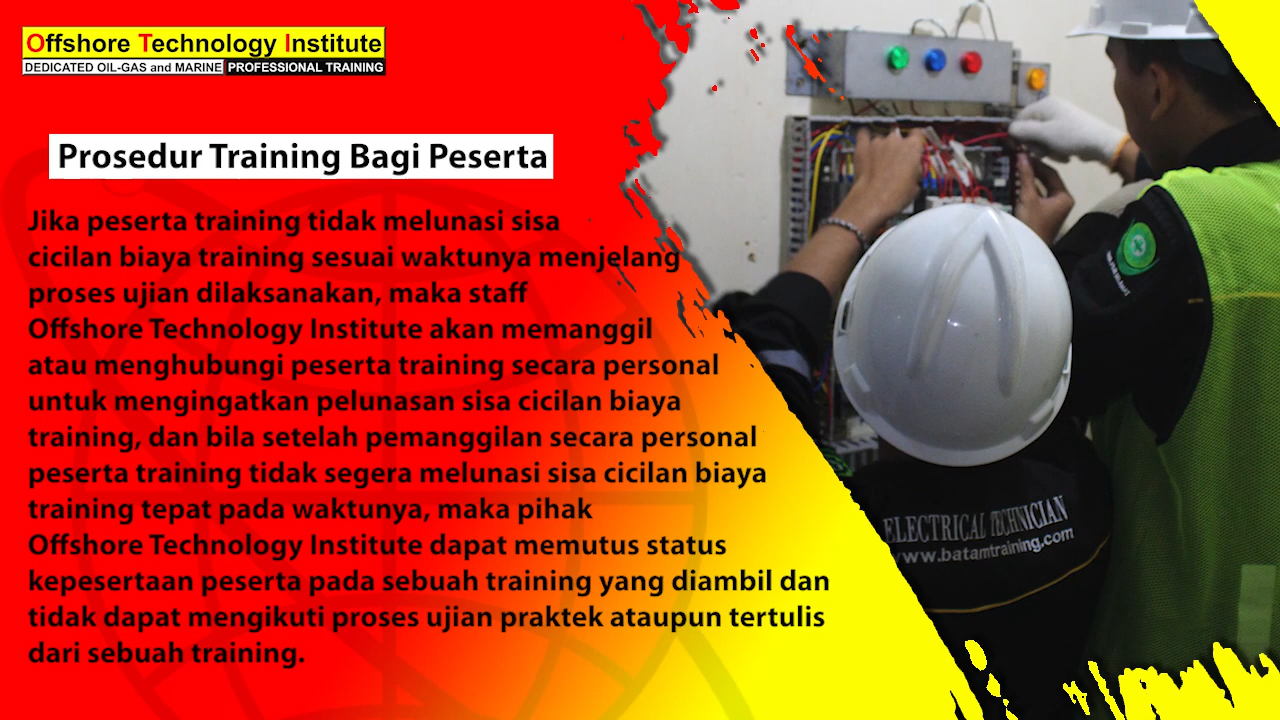 Offshore Technology Institute
DEDICATED OIL-GAS and MARINE PROFESSIONAL TRAINING
Prosedur Training Bagi Peserta
Jika peserta training tidak melunasi sisa
cicilan biaya training sesuai waktunya menjelang
proses ujian dilaksanakan, maka staff
Offshore Technology Institute akan memanggil
atau menghubungi peserta training secara personal
untuk mengingatkan pelunasan sisa cicilan biaya
training, dan bila setelah pemanggilan secara personal
peserta training tidak segera melunasi sisa cicilan biaya
training tepat pada waktunya, maka pihak
Offshore Technology Institute dapat memutus status
kepesertaan peserta pada sebuah training yang diambil dan
tidak dapat mengikuti proses ujian praktek ataupun tertulis
dari sebuah training.
ELECTRICAL TECHNICIAN
www.batamtraining.com